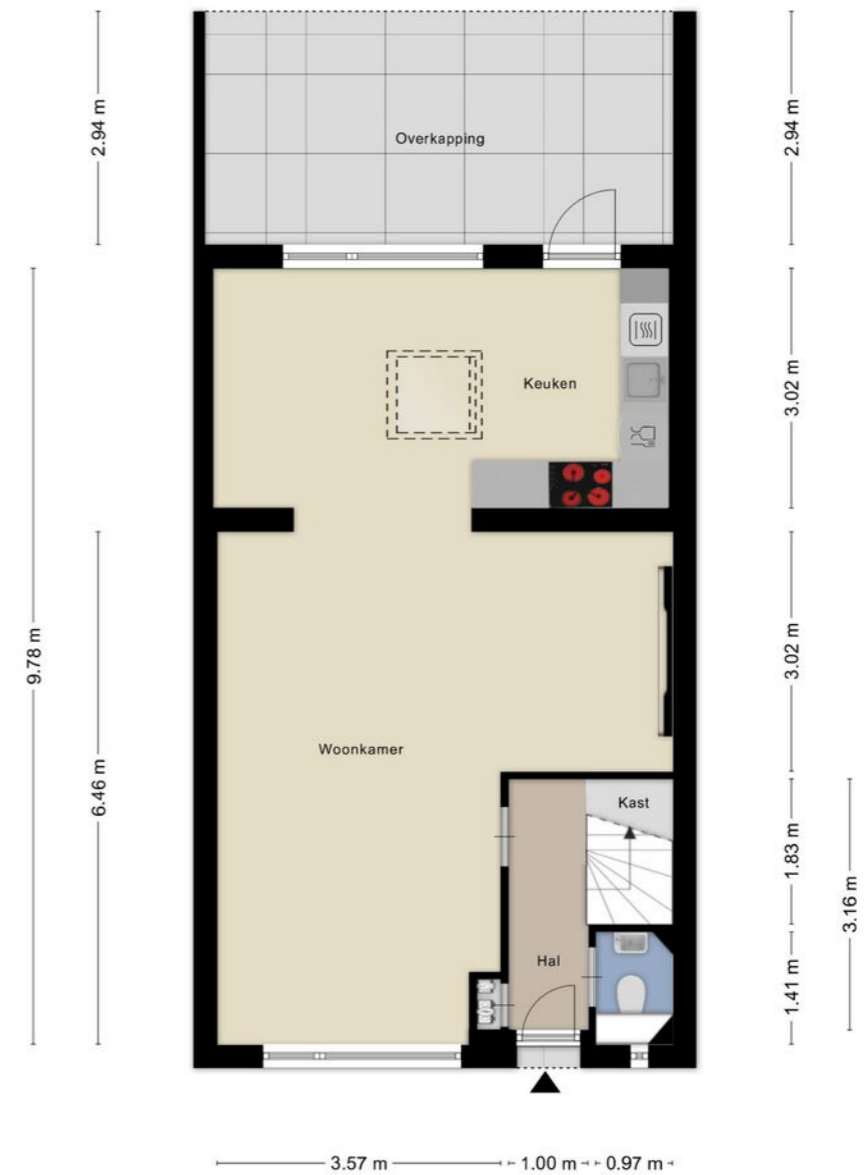 2.94 m
2.94 m
Overkapping
3.02 m
Keuken
9.78 m
3.02 m
Woonkamer
6.46 m
Kast
1.83 m
3.16 m
Hal
1.41 m
3.57 m
1.00 m
0.97 m